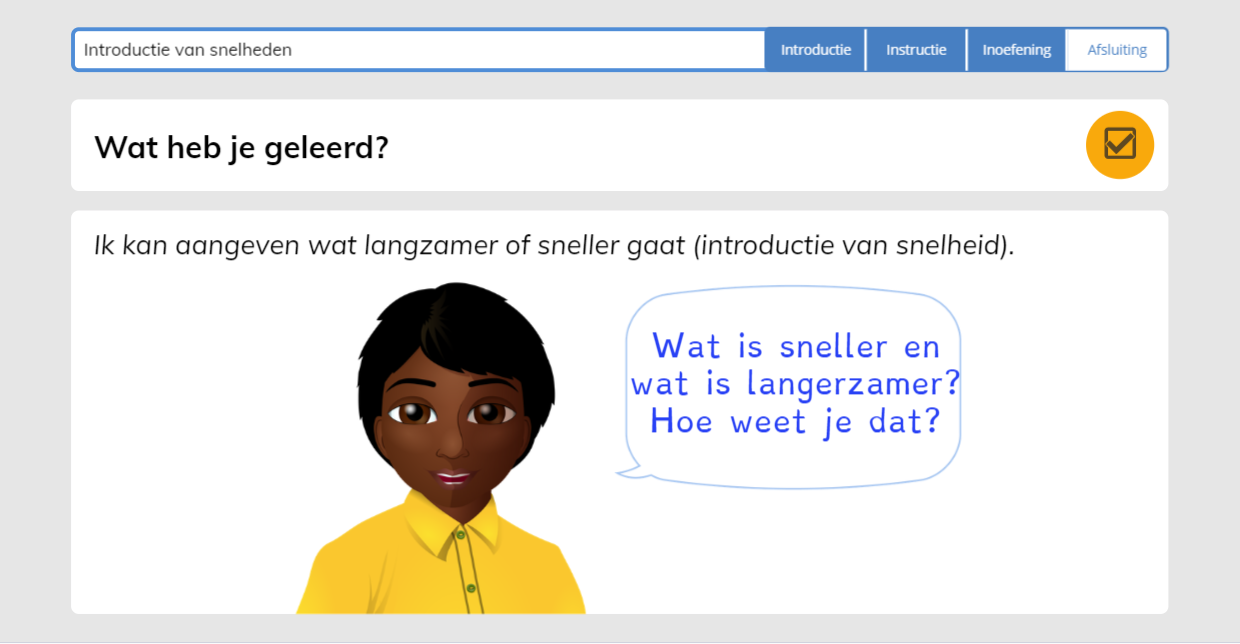 Introductie van snelheden
Introductie
Instructie
Inoefening
Afsluiting
Wat heb je geleerd?
Ik kan aangeven wat langzamer of sneller gaat (introductie van snelheid).
Wat is sneller en
wat is langerzamer?
Hoe weet je dat?